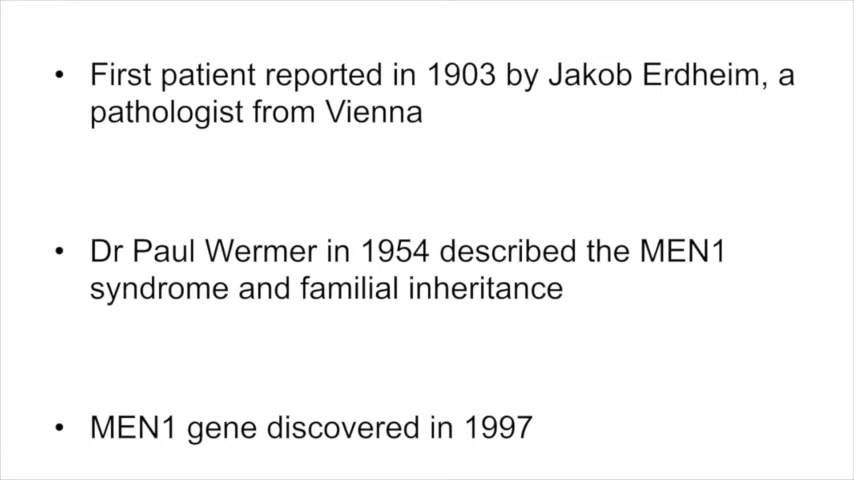 • First patient reported in 1903 by Jakob Erdheim, a
pathologist from Vienna
• Dr Paul Wermer in 1954 described the MEN1
syndrome and familial inheritance
• MEN1 gene discovered in 1997